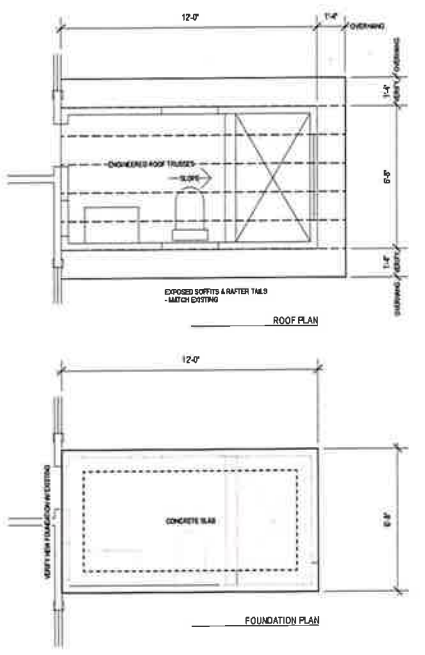 12'-0"
1'-4"
OVERHANG
OVERHANG
1'-4"
VERIFY
ENGINEERED ROOF TRUSSES
SLOPE
6'-8"
1'-4"
VERIFY
OVERHANG
EXPOSED SOFFITS & RAFTER TAILS
- MATCH EXISTING
ROOF PLAN
12'-0"
VERIFY NEW FOUNDATION W/ EXISTING
CONCRETE SLAB
6'-8"
FOUNDATION PLAN